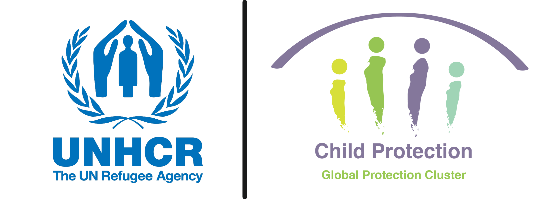 UNHCR
The UN Refugee Agency
Child Protection
Global Protection Cluster